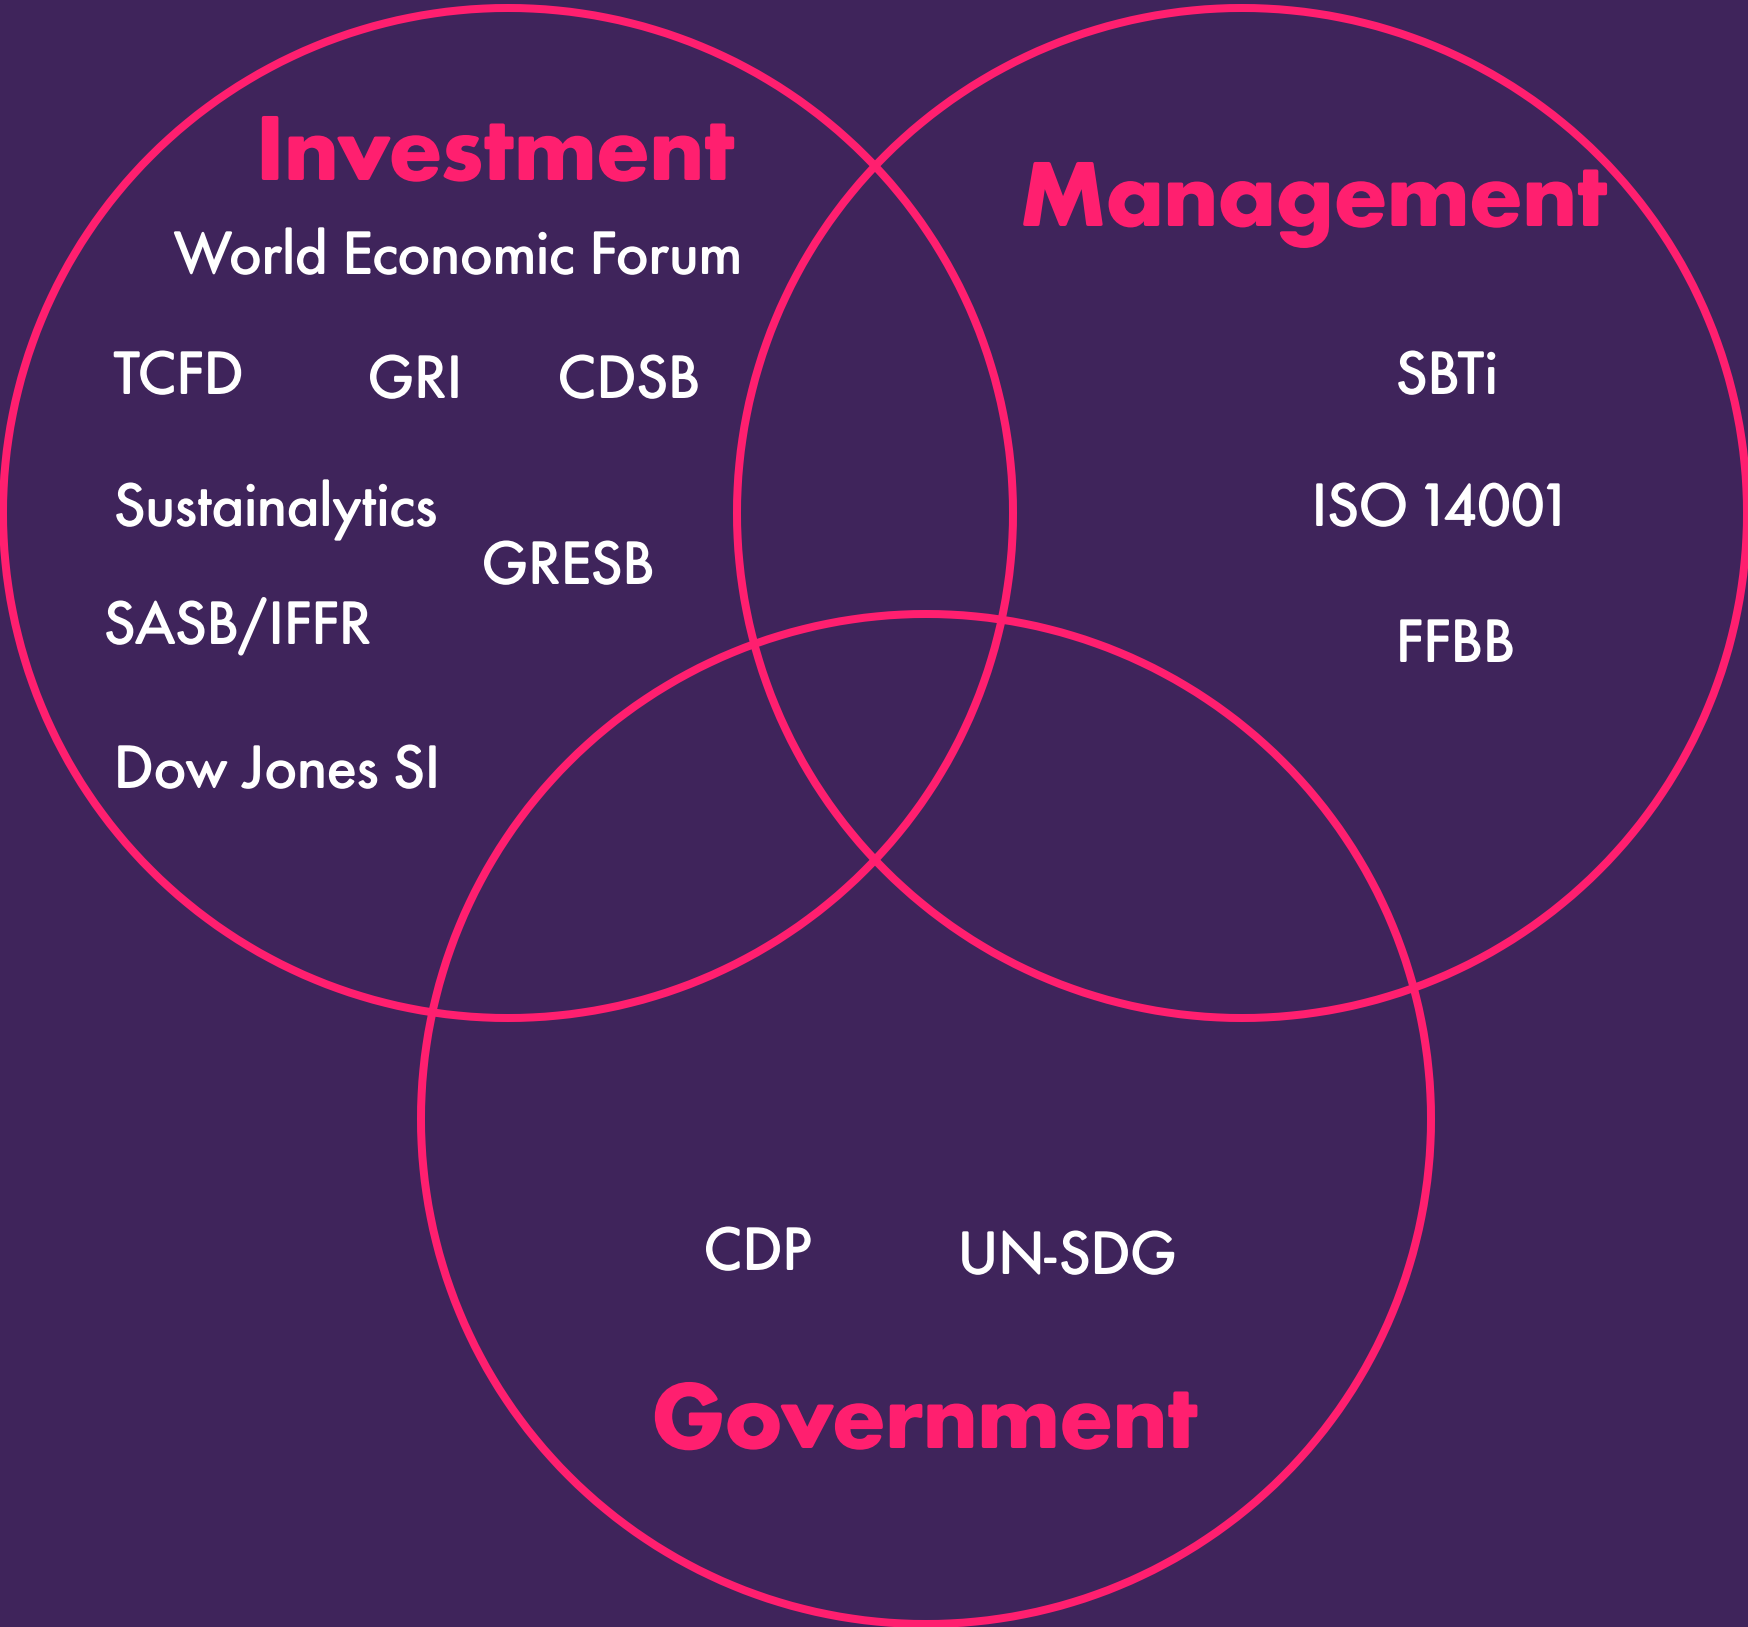 Investment
World Economic Forum
TCFD GRI CDSB
Sustainalytics
GRESB
SASB/IFFR
Dow Jones SI
Management
SBTi
ISO 14001
FFBB
CDP UN-SDG
Government